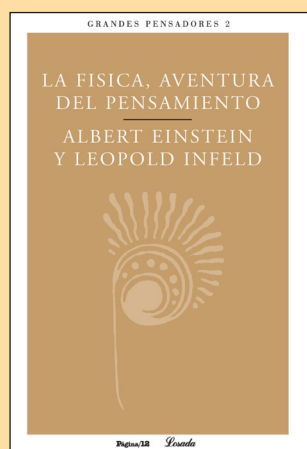 GRANDES PENSADORES 2
LA FISICA, AVENTURA
DEL PENSAMIENTO
ALBERT EINSTEIN
Y LEOPOLD INFELD
Página/12 Losada